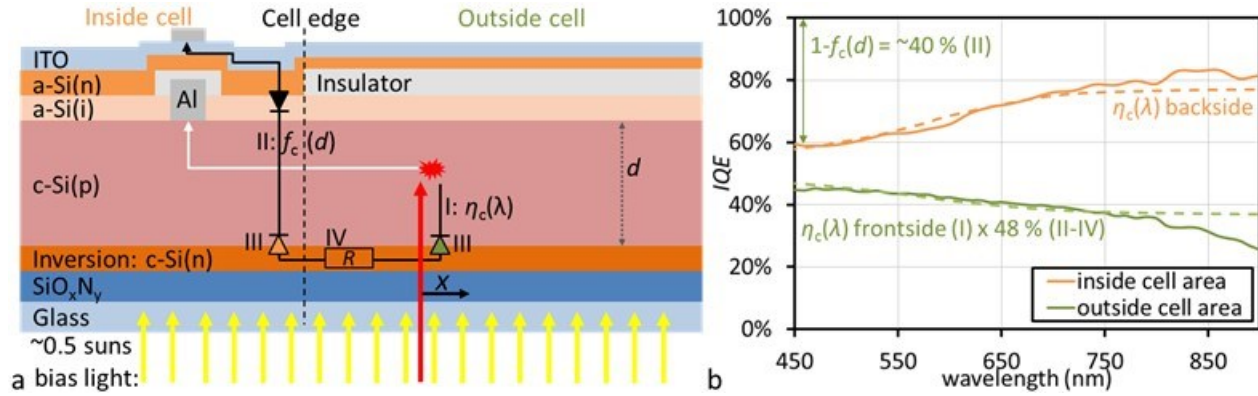 Inside cell
Cell edge
Outside cell
ITO
a-Si(n)
Insulator
a-Si(i)
Al
II: fc (d)
d
c-Si(p)
I: ηc(λ)
III
IV
III
R
Inversion: c-Si(n)
SiOxNy
x
Glass
~0.5 suns
a bias light:
100%
80%
60%
40%
20%
0%
IQE
1-fc(d) = ~40 % (II)
ηc(λ) backside
ηc(λ) frontside (I) x 48 % (II-IV)
inside cell area
outside cell area
450
550
650
750
850
wavelength (nm)
b